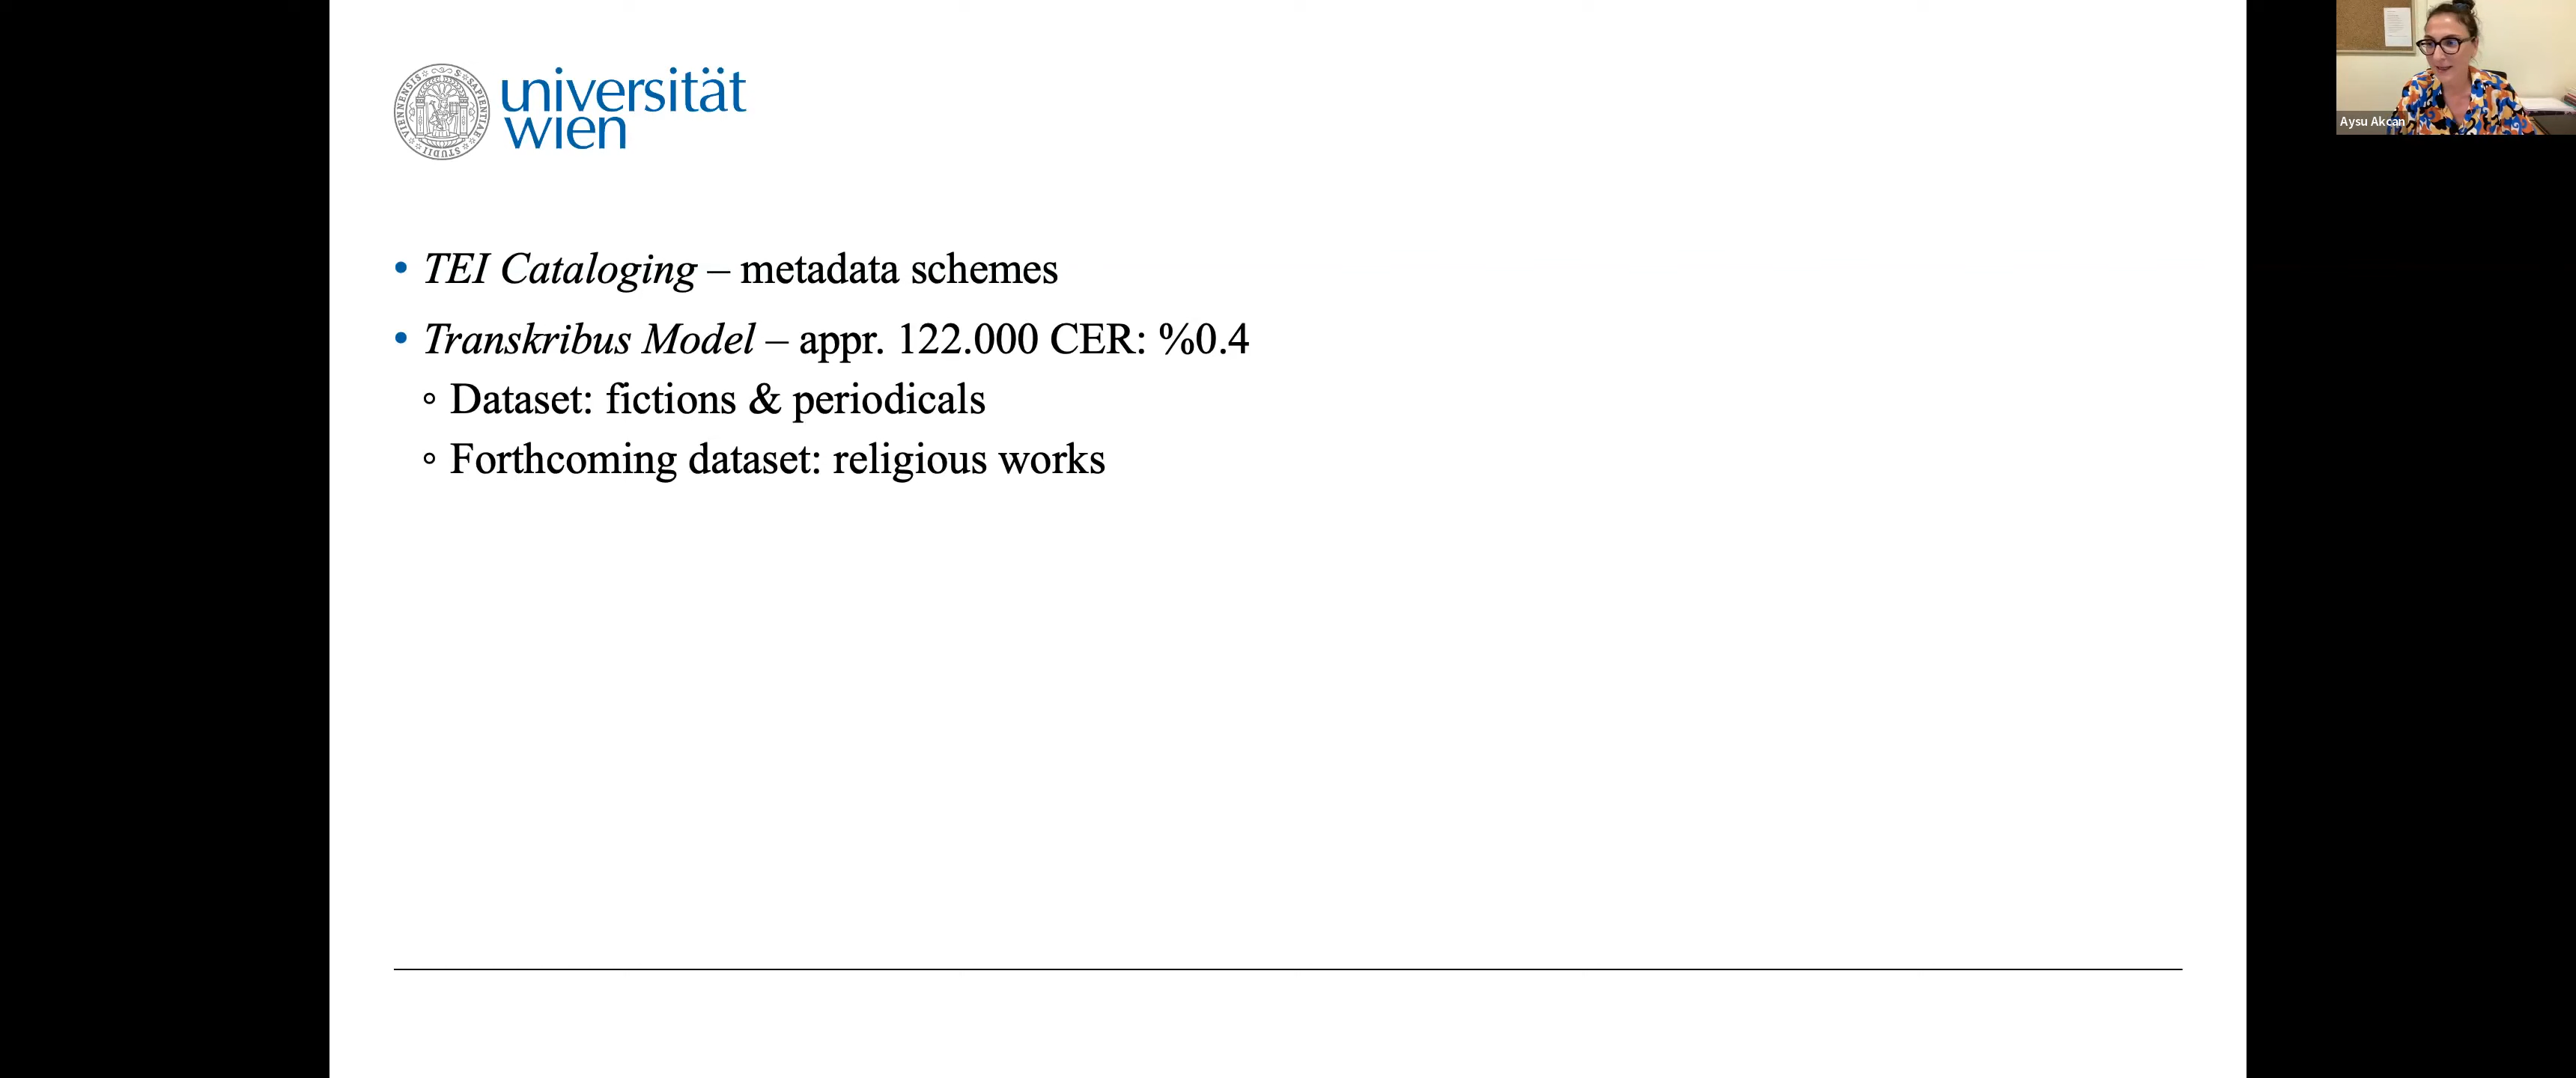 universität
wien
• TEI Cataloging – metadata schemes
• Transkribus Model – appr. 122.000 CER: %0.4
◦ Dataset: fictions & periodicals
◦ Forthcoming dataset: religious works
Aysu Akcan